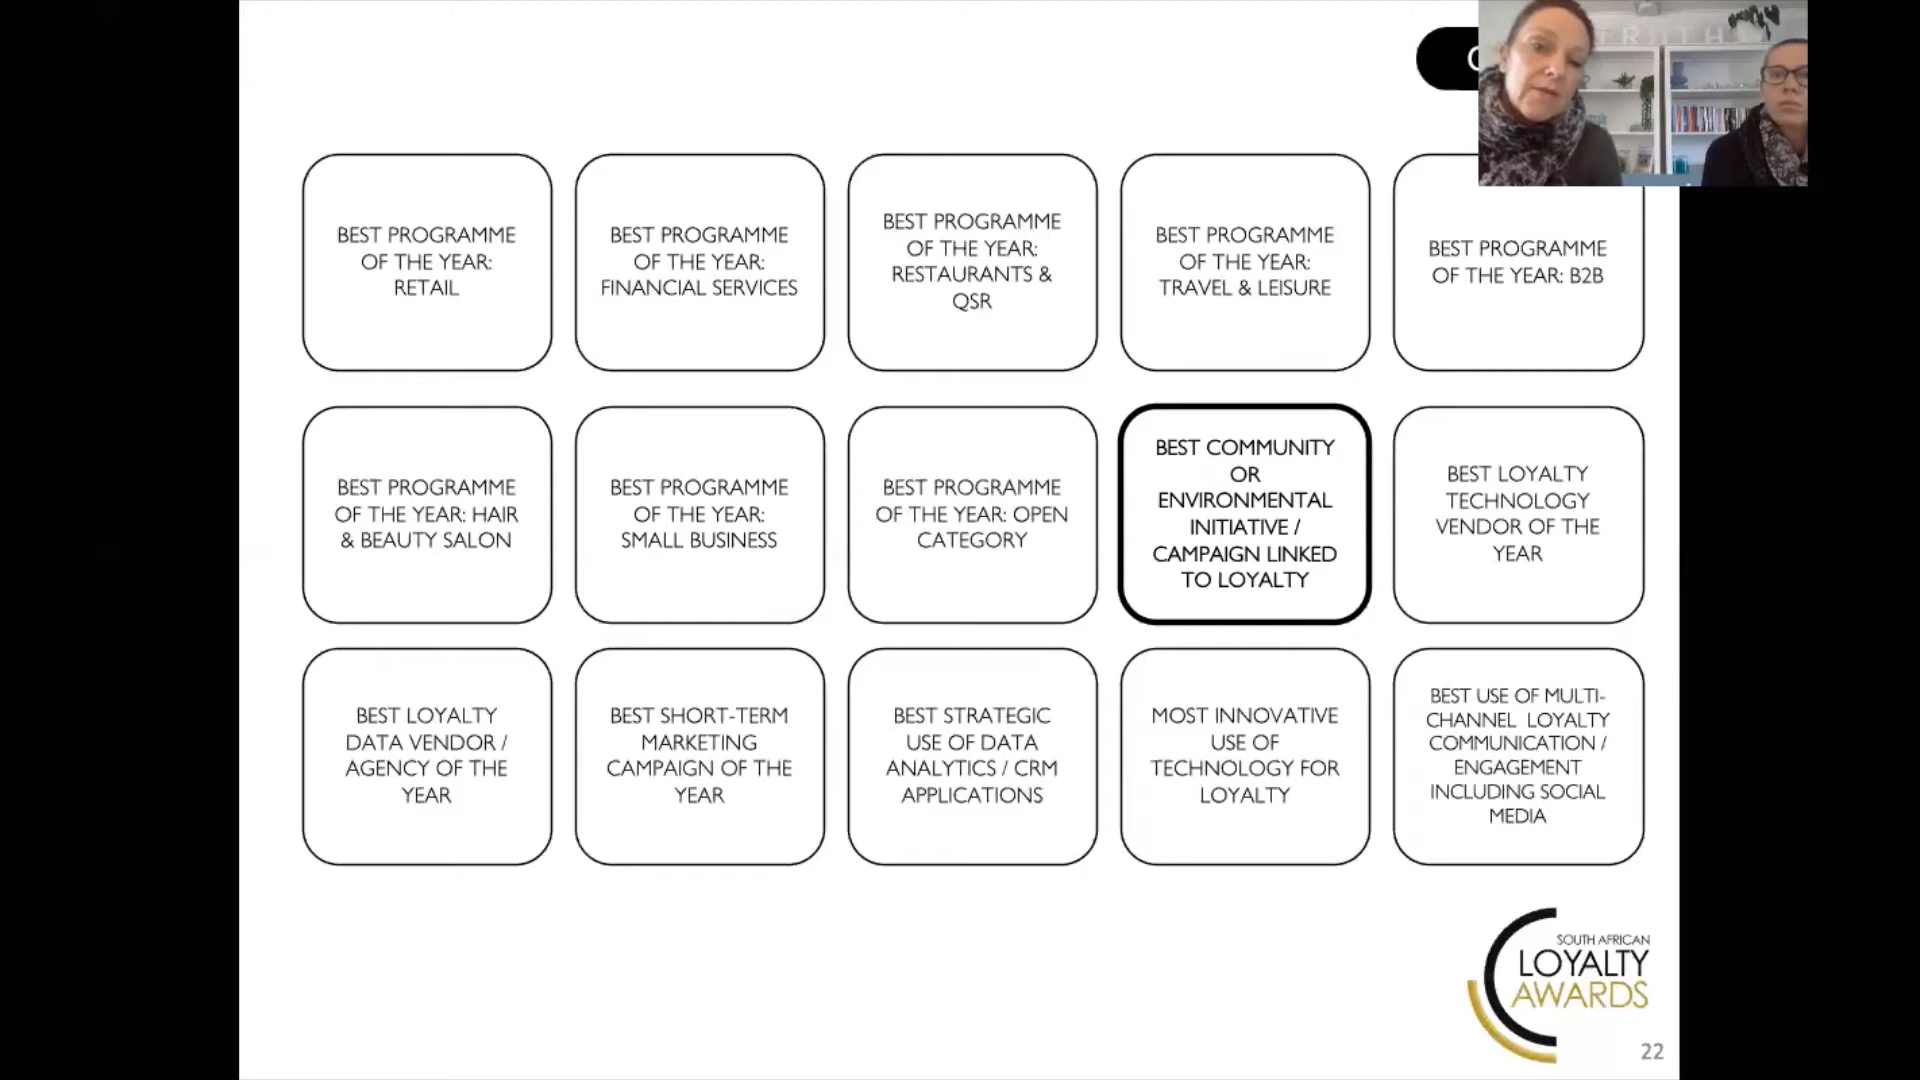 BEST PROGRAMME
OF THE YEAR:
RETAIL
BEST PROGRAMME
OF THE YEAR:
FINANCIAL SERVICES
BEST PROGRAMME
OF THE YEAR:
RESTAURANTS &
QSR
BEST PROGRAMME
OF THE YEAR:
TRAVEL & LEISURE
BEST PROGRAMME
OF THE YEAR: B2B
BEST PROGRAMME
OF THE YEAR: HAIR
& BEAUTY SALON
BEST PROGRAMME
OF THE YEAR:
SMALL BUSINESS
BEST PROGRAMME
OF THE YEAR: OPEN
CATEGORY
BEST COMMUNITY
OR
ENVIRONMENTAL
INITIATIVE /
CAMPAIGN LINKED
TO LOYALTY
BEST LOYALTY
TECHNOLOGY
VENDOR OF THE
YEAR
BEST LOYALTY
DATA VENDOR /
AGENCY OF THE
YEAR
BEST SHORT-TERM
MARKETING
CAMPAIGN OF THE
YEAR
BEST STRATEGIC
USE OF DATA
ANALYTICS / CRM
APPLICATIONS
MOST INNOVATIVE
USE OF
TECHNOLOGY FOR
LOYALTY
BEST USE OF MULTI-
CHANNEL LOYALTY
COMMUNICATION /
ENGAGEMENT
INCLUDING SOCIAL
MEDIA
SOUTH AFRICAN
LOYALTY
AWARDS
22